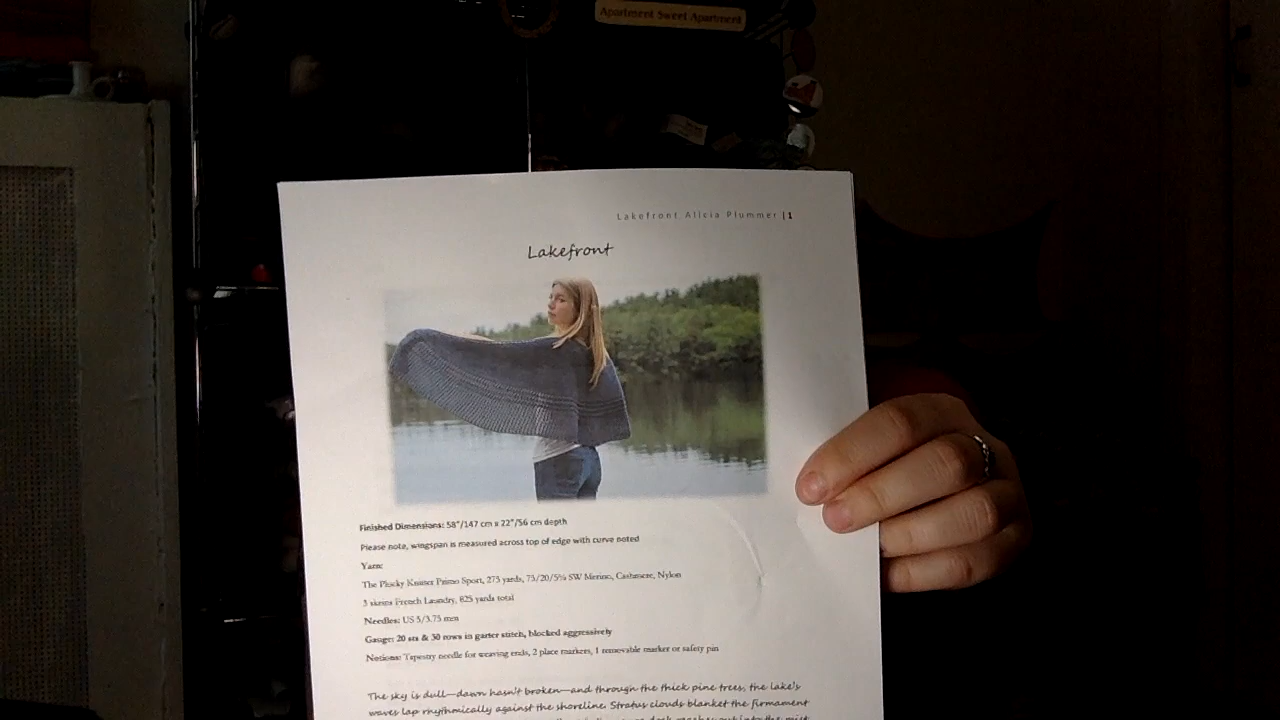 Apartment Sweet Apartment
Lakefront Alicia Plummer | 1
Lakefront
Finished Dimensions: 58"/147 cm x 22"/56 cm depth
Please note, wingspan is measured across top of edge with curve noted
Yarn:
The Plucky Knitter Primo Sport, 275 yards, 75/20/5% SW Merino, Cashmere, Nylon
3 skeins French Laundry, 825 yards total
Needles: US 5/3.75 mm
Gauge: 20 sts & 30 rows in garter stitch, blocked aggressively
Notions: Tapestry needle for weaving ends, 2 place markers, 1 removable marker or safety pin
The sky is dull—dawn hasn't broken—and through the thick pine trees, the lake's
waves lap rhythmically against the shoreline. Stratus clouds blanket the firmament